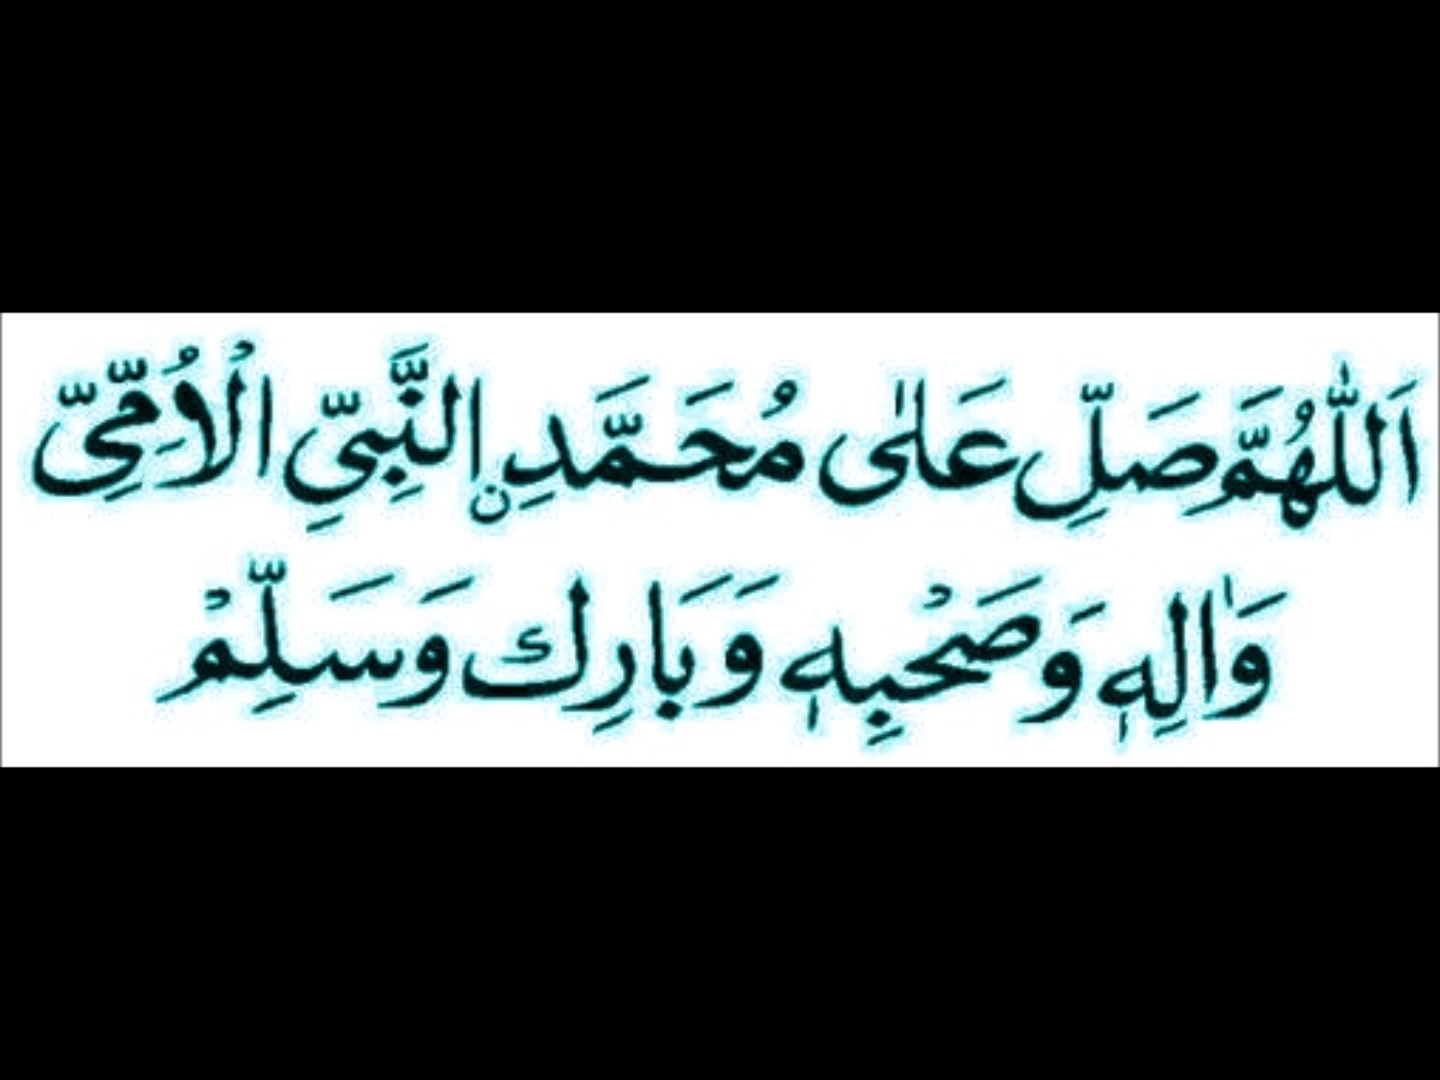 اَللّٰهُمَّ صَلِّ عَلٰى مُحَمَّدِ نِ النَّبِيِّ الْاُمِّيِّ
وَاٰلِهٖ وَصَحْبِهٖ وَبَارِكْ وَسَلِّمْ